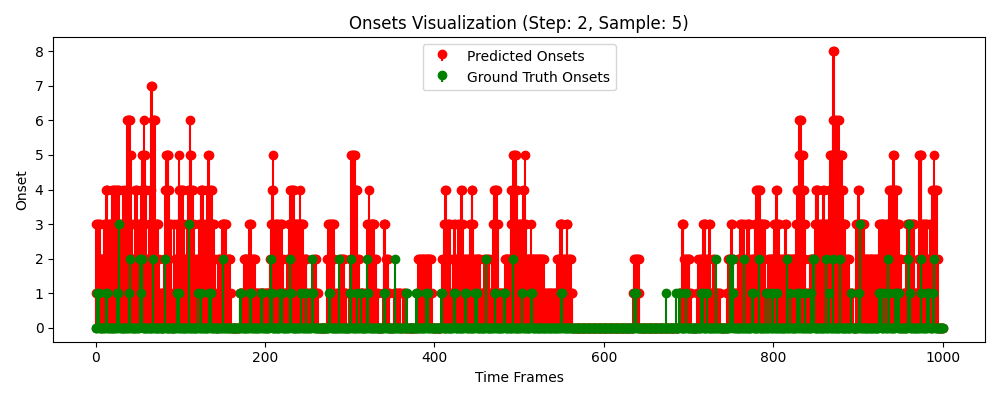 Onsets Visualization (Step: 2, Sample: 5)
Predicted Onsets
Ground Truth Onsets
Onset
8
7
6
5
4
3
2
1
0
0 200 400 600 800 1000
Time Frames